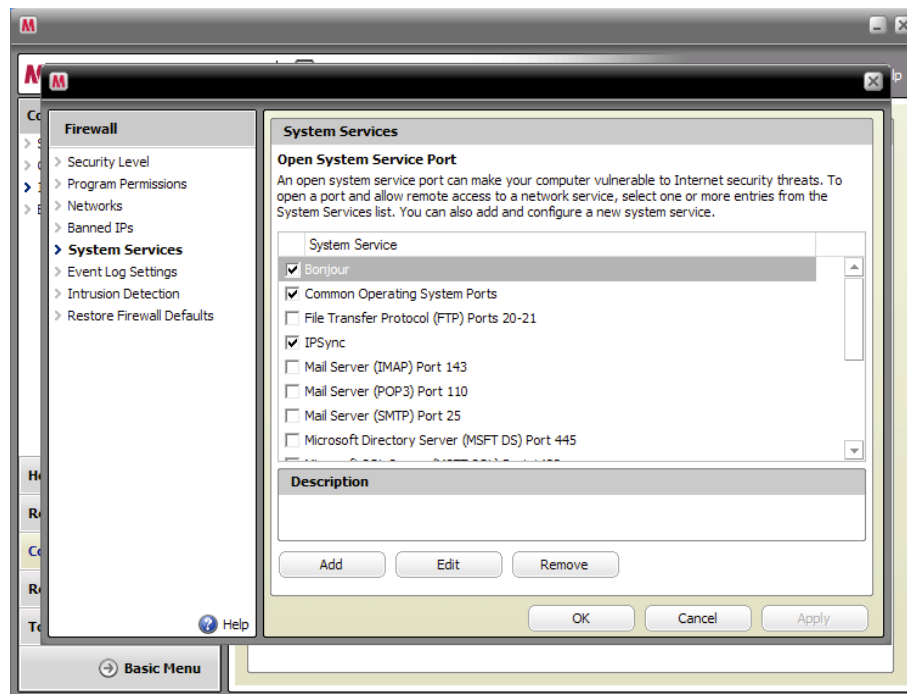 Firewall
Security Level
Program Permissions
Networks
Banned IPs
System Services
Event Log Settings
Intrusion Detection
Restore Firewall Defaults
Help
System Services
Open System Service Port
An open system service port can make your computer vulnerable to Internet security threats. To
open a port and allow remote access to a network service, select one or more entries from the
System Services list. You can also add and configure a new system service.
System Service
Bonjour
Common Operating System Ports
File Transfer Protocol (FTP) Ports 20-21
IPSync
Mail Server (IMAP) Port 143
Mail Server (POP3) Port 110
Mail Server (SMTP) Port 25
Microsoft Directory Server (MSFT DS) Port 445
Description
Add Edit Remove
OK Cancel Apply
Basic Menu